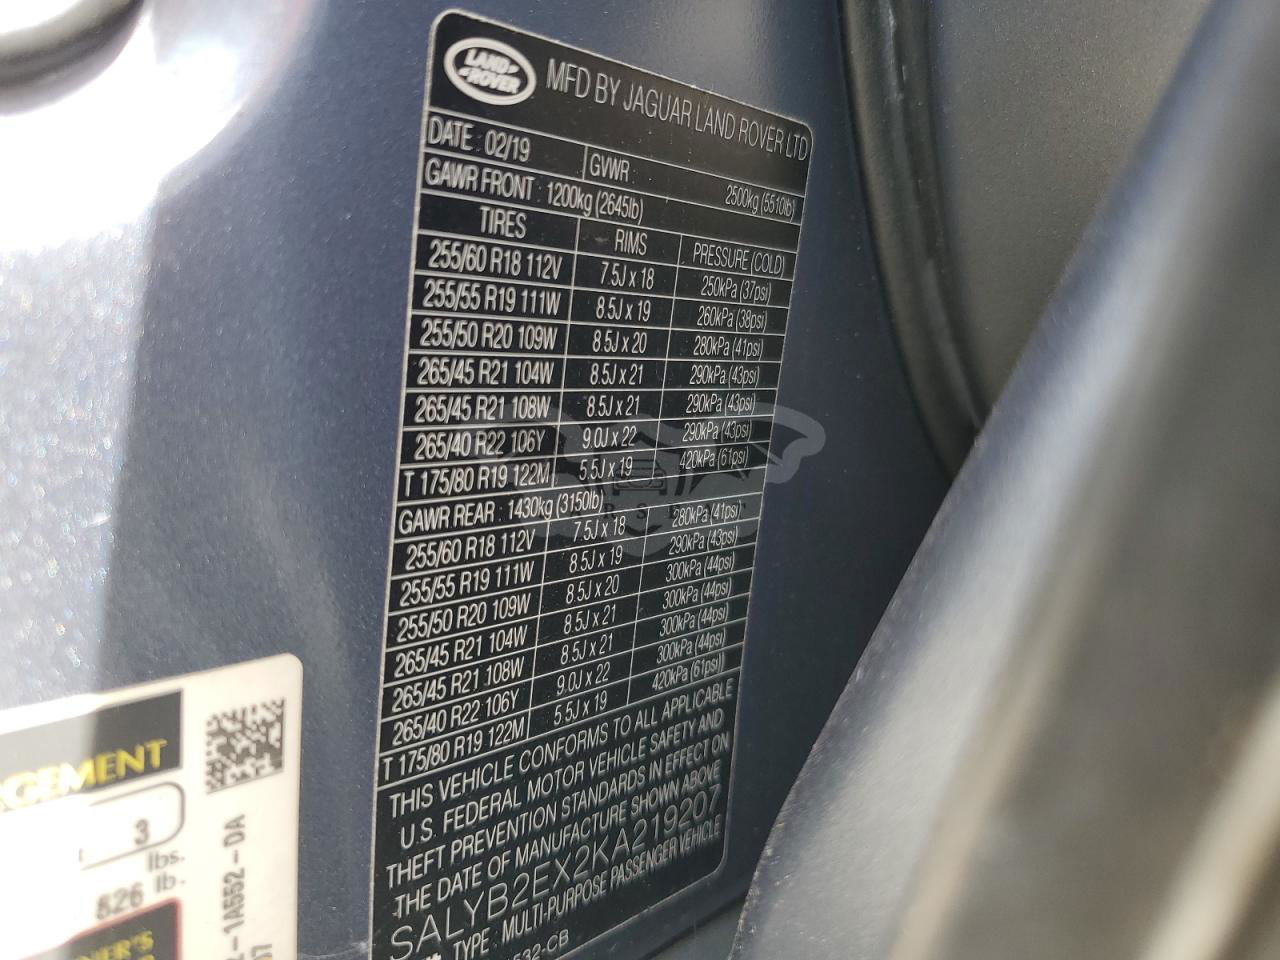 LAND
ROVER
MFD BY JAGUAR LAND ROVER LTD
DATE : 02/19 GVWR : 2500kg (5510lb)
GAWR FRONT : 1200kg (2645lb)
TIRES RIMS PRESSURE (COLD)
255/60 R18 112V 7.5J x 18 250kPa (37psi)
255/55 R19 111W 8.5J x 19 260kPa (38psi)
255/50 R20 109W 8.5J x 20 280kPa (41psi)
265/45 R21 104W 8.5J x 21 290kPa (43psi)
265/45 R21 108W 8.5J x 21 290kPa (43psi)
265/40 R22 106Y 9.0J x 22 290kPa (43psi)
T 175/80 R19 122M 5.5J x 19 420kPa (61psi)
GAWR REAR : 1430kg (3150lb)
255/60 R18 112V 7.5J x 18 280kPa (41psi)
255/55 R19 111W 8.5J x 19 290kPa (43psi)
255/50 R20 109W 8.5J x 20 300kPa (44psi)
265/45 R21 104W 8.5J x 21 300kPa (44psi)
265/45 R21 108W 8.5J x 21 300kPa (44psi)
265/40 R22 106Y 9.0J x 22 300kPa (44psi)
T 175/80 R19 122M 5.5J x 19 420kPa (61psi)
THIS VEHICLE CONFORMS TO ALL APPLICABLE
U.S. FEDERAL MOTOR VEHICLE SAFETY AND
THEFT PREVENTION STANDARDS IN EFFECT ON
THE DATE OF MANUFACTURE SHOWN ABOVE
SALYB2EX2KA219207
TYPE : MULTI-PURPOSE PASSENGER VEHICLE
532-CB
GEMENT
3
lbs.
826 lb.
NER'S
-1A552-DA